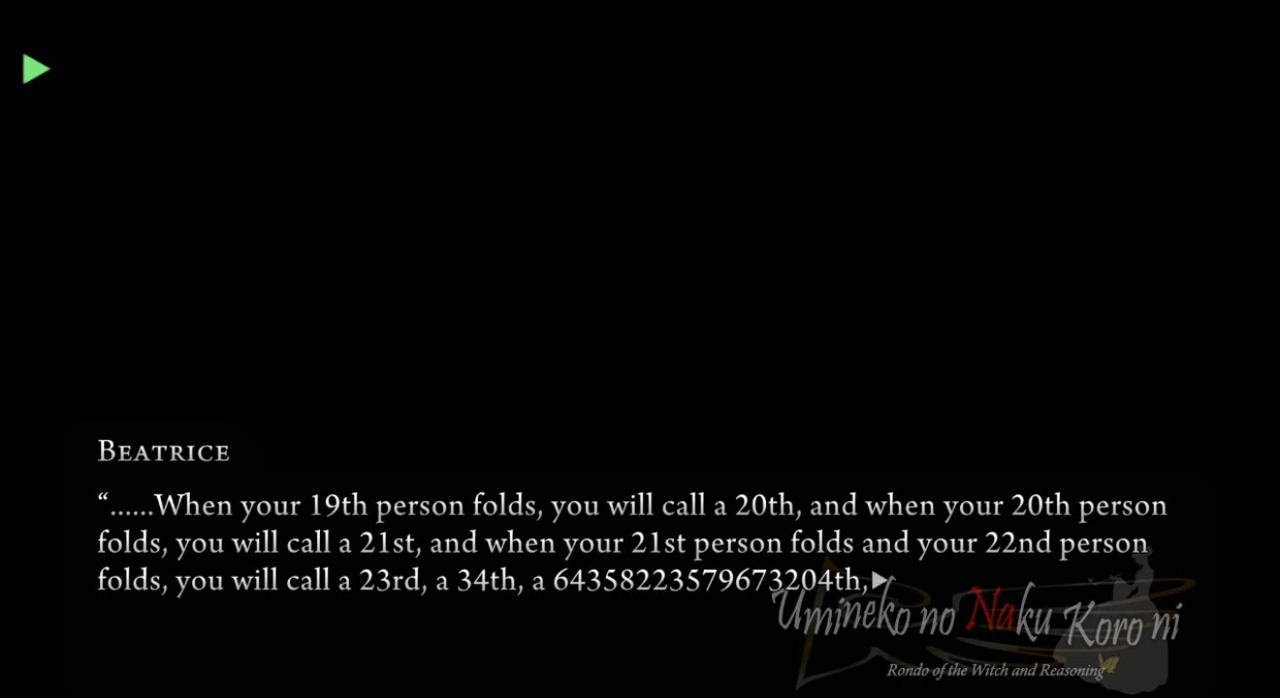 BEATRICE
“......When your 19th person folds, you will call a 20th, and when your 20th person
folds, you will call a 21st, and when your 21st person folds and your 22nd person
folds, you will call a 23rd, a 34th, a 64358223579673204th,
Umineko no Naku Koro ni
Rondo of the Witch and Reasoning